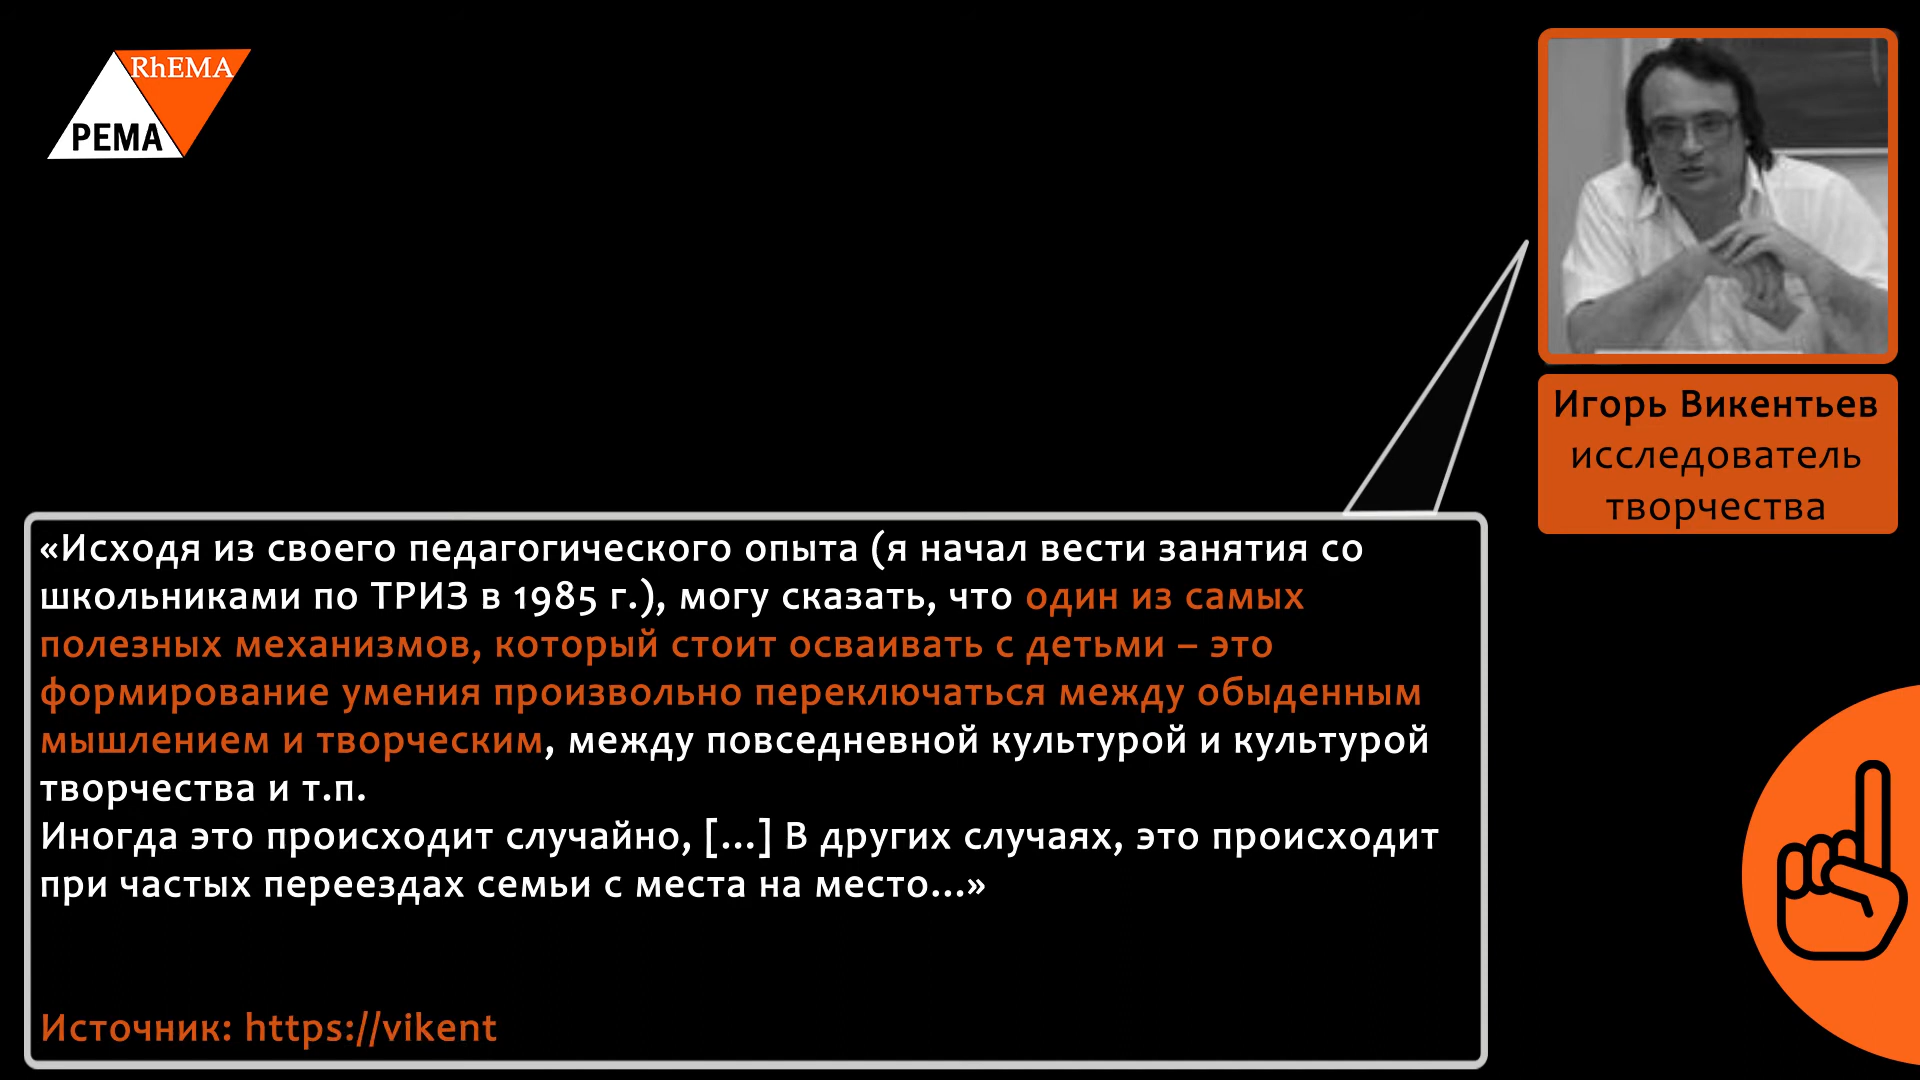 RhEMA
РЕМА
Игорь Викентьев
исследователь
творчества
«Исходя из своего педагогического опыта (я начал вести занятия со
школьниками по ТРИЗ в 1985 г.), могу сказать, что один из самых
полезных механизмов, который стоит осваивать с детьми – это
формирование умения произвольно переключаться между обыденным
мышлением и творческим, между повседневной культурой и культурой
творчества и т.п.
Иногда это происходит случайно, [...] В других случаях, это происходит
при частых переездах семьи с места на место...»
Источник: https://vikent